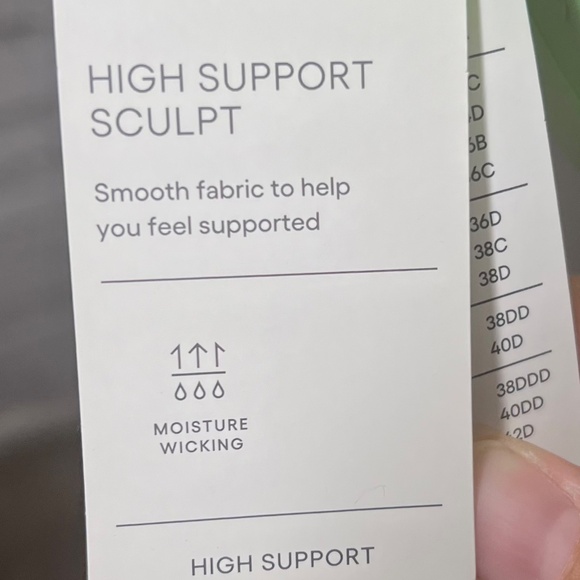 HIGH SUPPORT
SCULPT
Smooth fabric to help
you feel supported
MOISTURE
WICKING
HIGH SUPPORT
36D
38C
38D
38DD
40D
38DDD
40DD